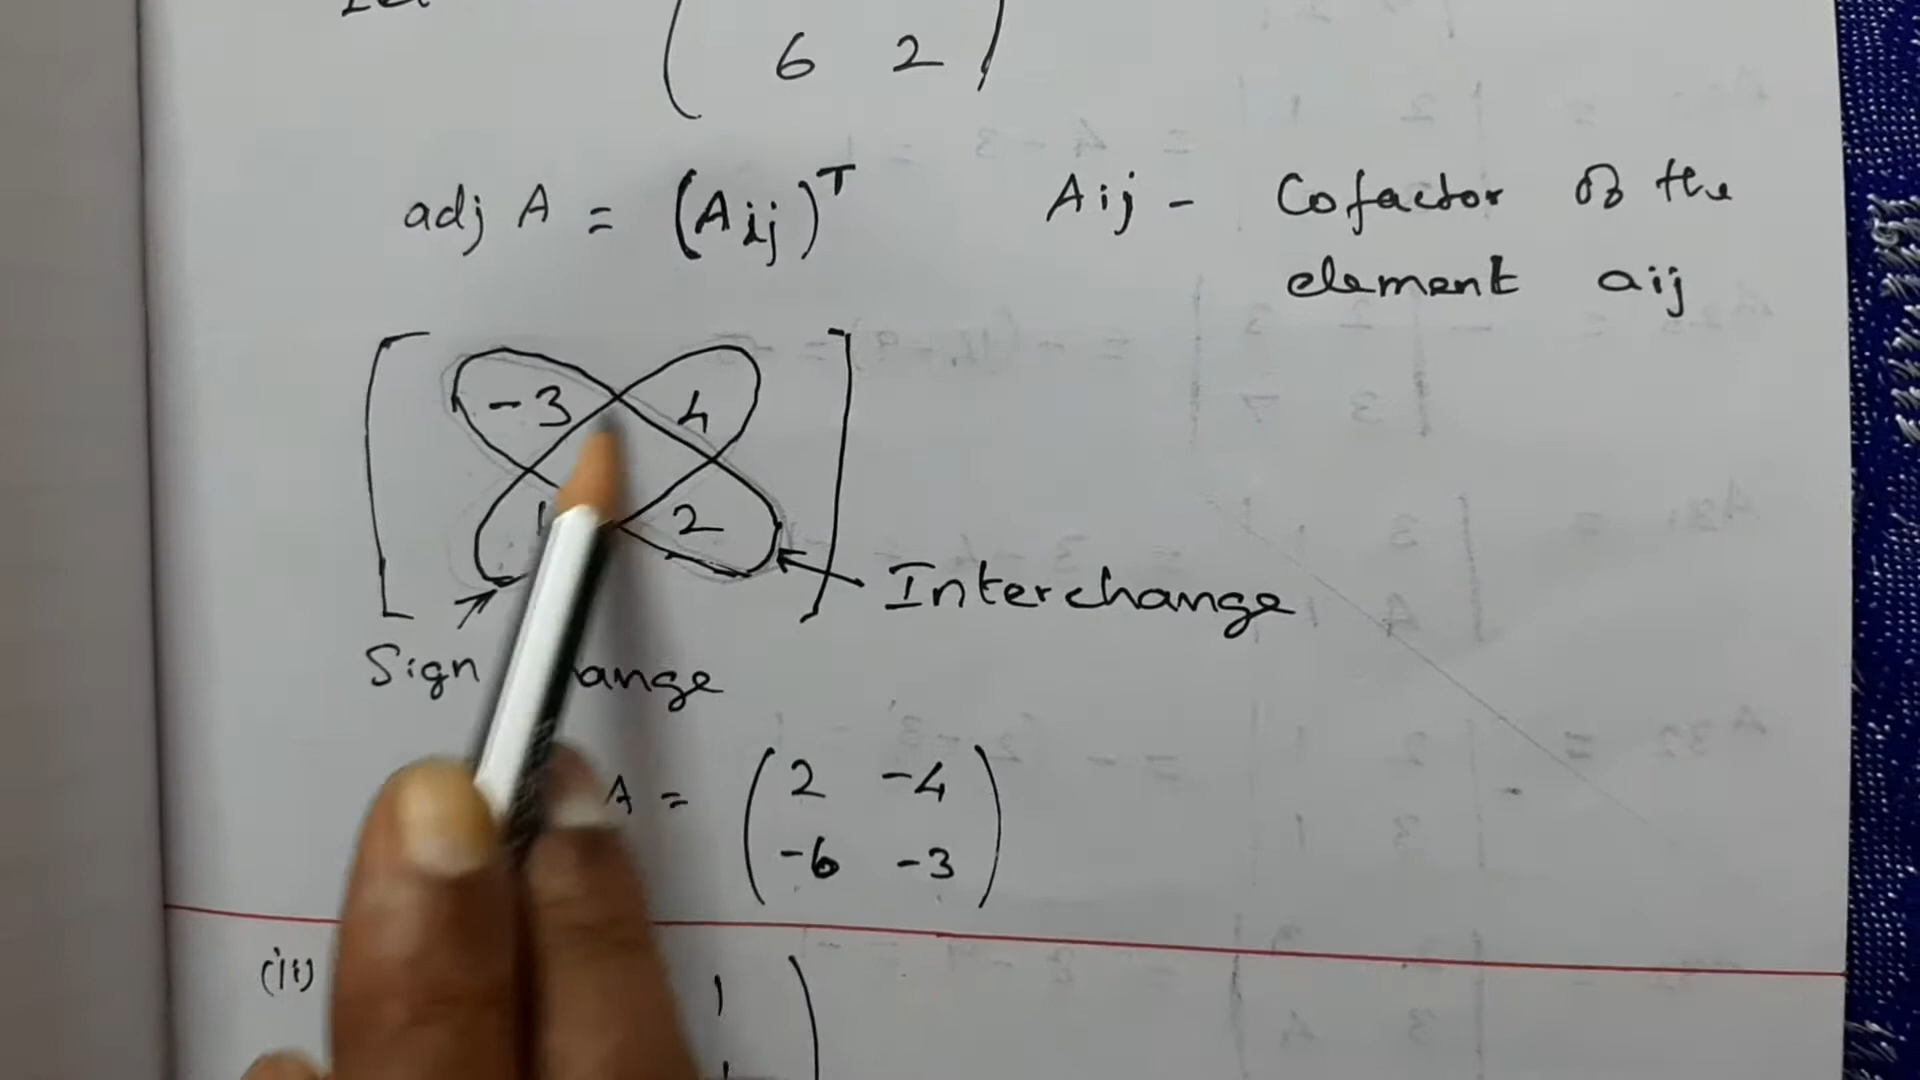 6 2
adj A = (Aij)^T Aij - Cofactor of the
element aij
-3 4
2
Interchange
Sign
A = 2 -4
-6 -3
(ii)
1